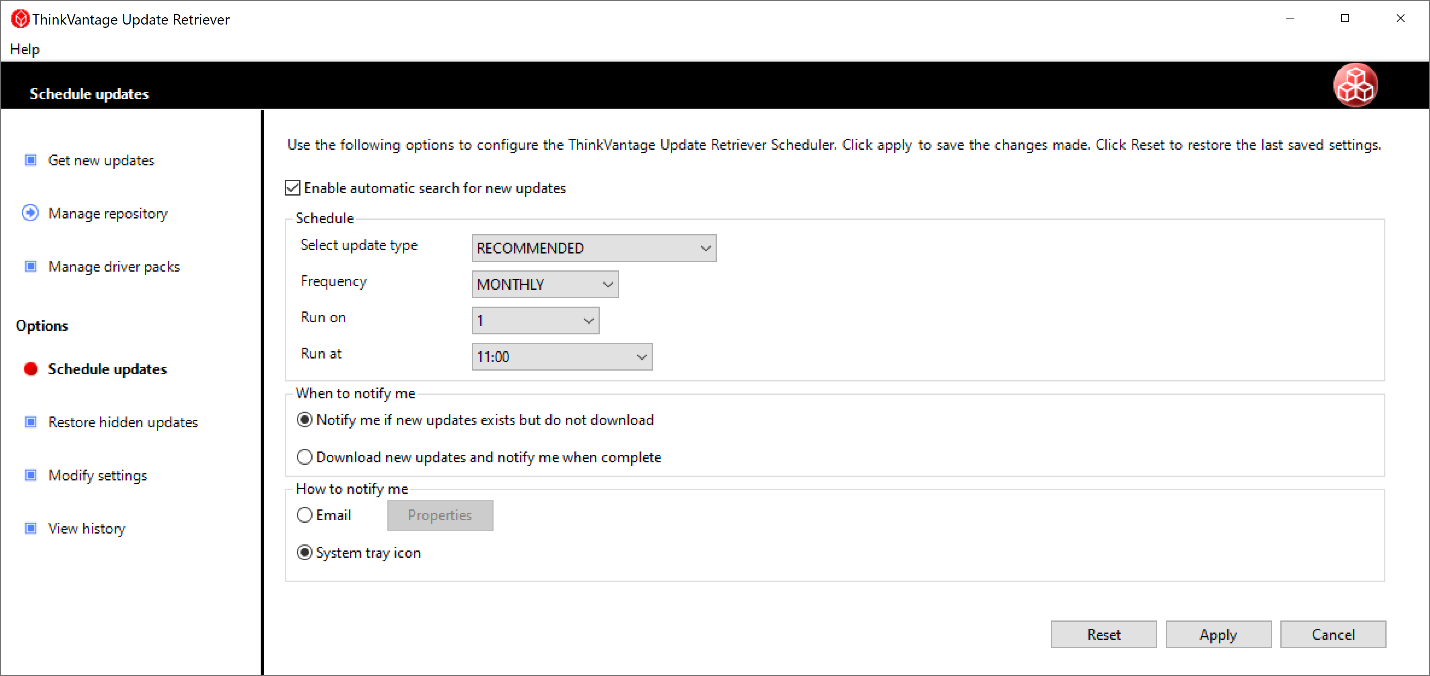 ThinkVantage Update Retriever
Help
Schedule updates
Get new updates
Manage repository
Manage driver packs
Options
Schedule updates
Restore hidden updates
Modify settings
View history
Use the following options to configure the ThinkVantage Update Retriever Scheduler. Click apply to save the changes made. Click Reset to restore the last saved settings.
Enable automatic search for new updates
Schedule
Select update type RECOMMENDED
Frequency MONTHLY
Run on 1
Run at 11:00
When to notify me
Notify me if new updates exists but do not download
Download new updates and notify me when complete
How to notify me
Email Properties
System tray icon
Reset Apply Cancel